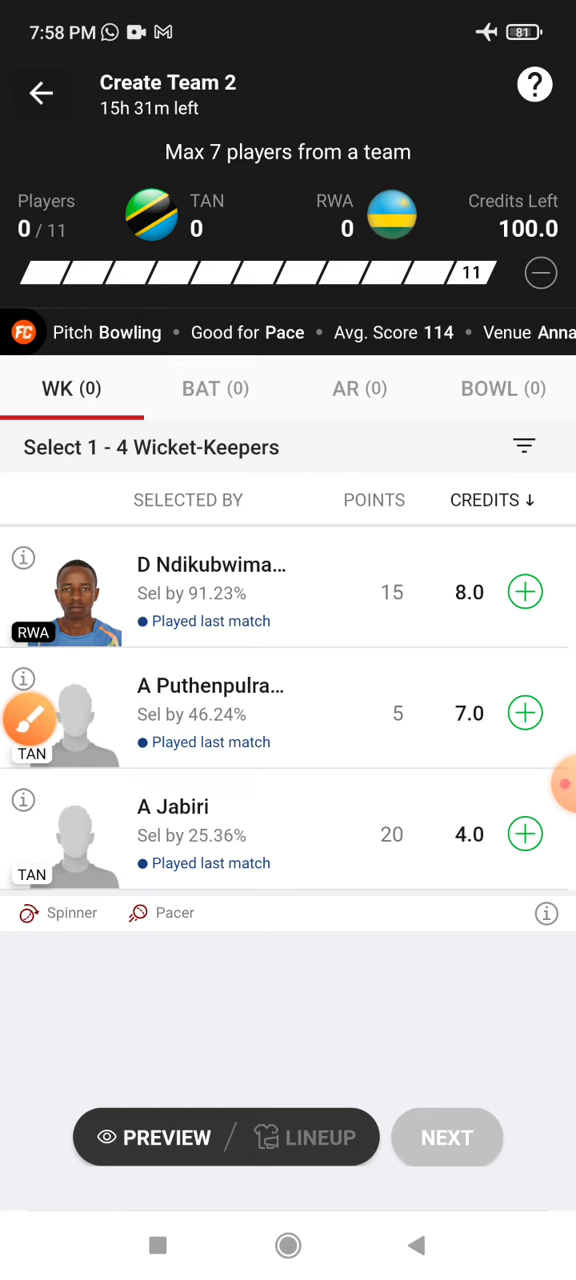 7:58 PM
81
Create Team 2
15h 31m left
?
Max 7 players from a team
Players
0 / 11
TAN
0
RWA
0
Credits Left
100.0
11
FC Pitch Bowling • Good for Pace • Avg. Score 114 • Venue Anna
WK (0)
BAT (0)
AR (0)
BOWL (0)
Select 1 - 4 Wicket-Keepers
SELECTED BY
POINTS
CREDITS ↓
D Ndikubwima...
Sel by 91.23%
Played last match
15
8.0
RWA
A Puthenpulra...
Sel by 46.24%
Played last match
5
7.0
TAN
A Jabiri
Sel by 25.36%
Played last match
20
4.0
TAN
Spinner
Pacer
PREVIEW / LINEUP
NEXT